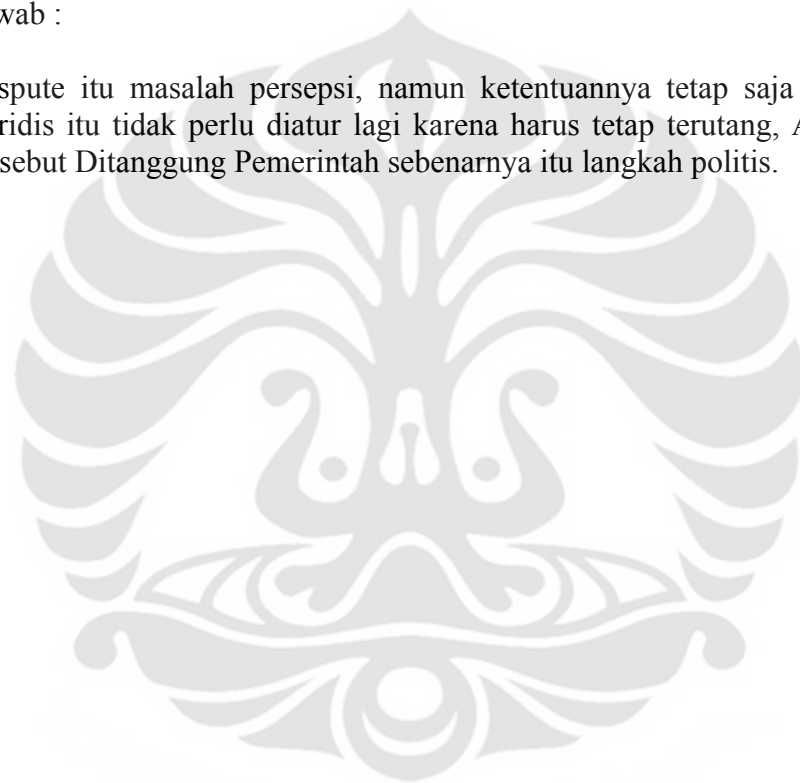 wab :
spute itu masalah persepsi, namun ketentuannya tetap saja
ridis itu tidak perlu diatur lagi karena harus tetap terutang, A
sebut Ditanggung Pemerintah sebenarnya itu langkah politis.